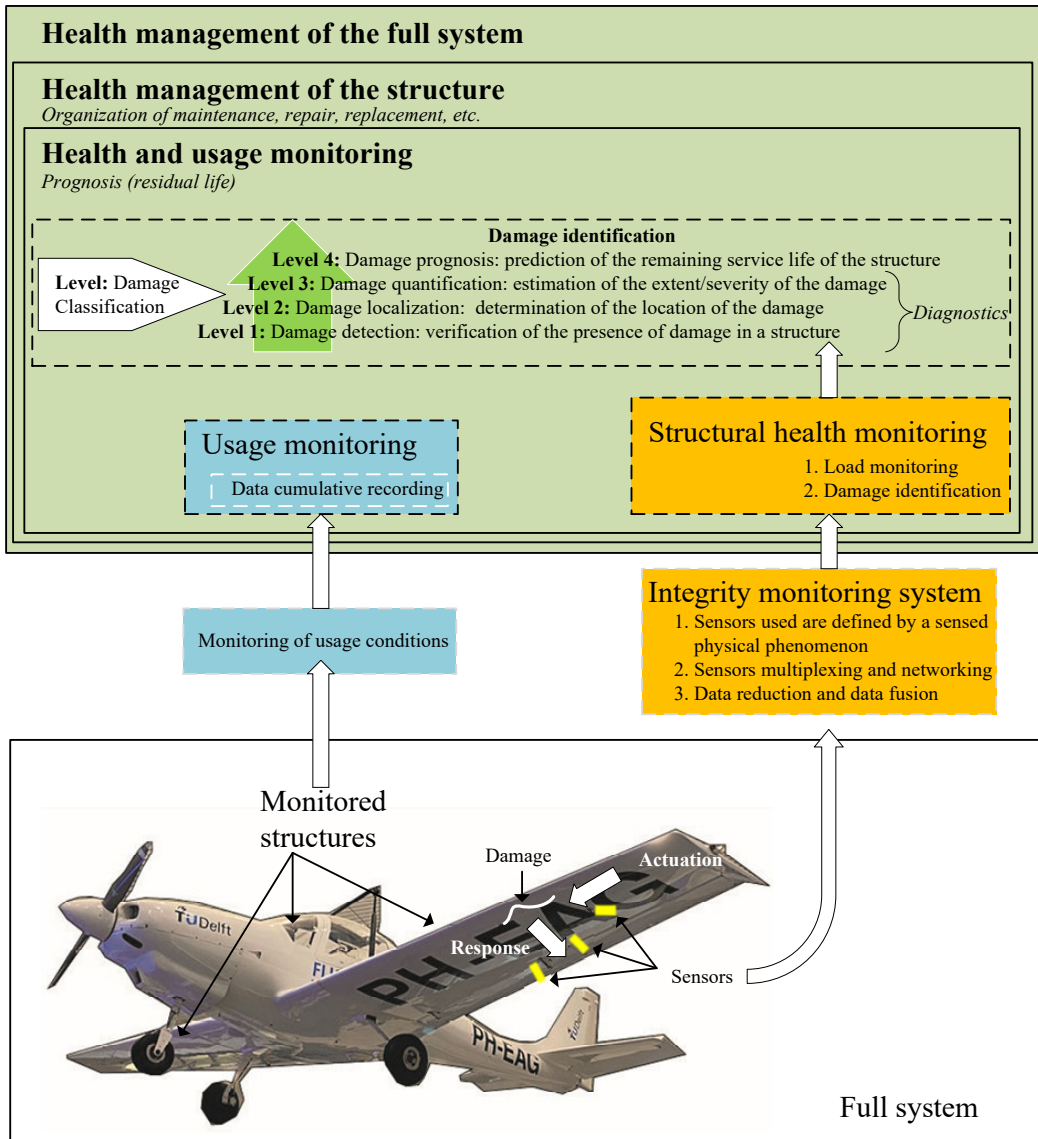 Health management of the full system
Health management of the structure
Organization of maintenance, repair, replacement, etc.
Health and usage monitoring
Prognosis (residual life)
Damage identification
Level 4: Damage prognosis: prediction of the remaining service life of the structure
Level: Damage
Classification
Level 3: Damage quantification: estimation of the extent/severity of the damage
Level 2: Damage localization: determination of the location of the damage
Level 1: Damage detection: verification of the presence of damage in a structure
Diagnostics
Usage monitoring
Data cumulative recording
Structural health monitoring
1. Load monitoring
2. Damage identification
Monitoring of usage conditions
Integrity monitoring system
1. Sensors used are defined by a sensed
physical phenomenon
2. Sensors multiplexing and networking
3. Data reduction and data fusion
Monitored
structures
Damage
Actuation
Response
Sensors
TUDelft
PH-EAG
TUDelft
PH-EAG
Full system